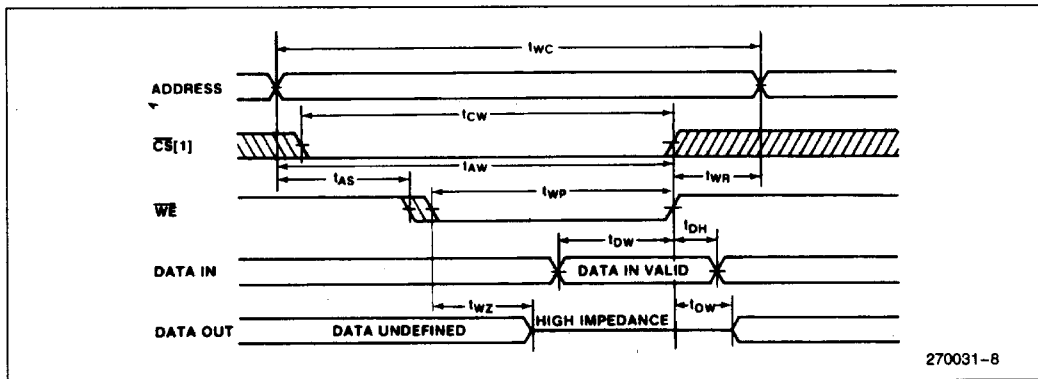 tWC
ADDRESS
tCW
CS[1]
tAW
tAS
tWR
tWP
WE
tDW
tDH
DATA IN
DATA IN VALID
tWZ
tOW
HIGH IMPEDANCE
DATA OUT
DATA UNDEFINED
270031-8